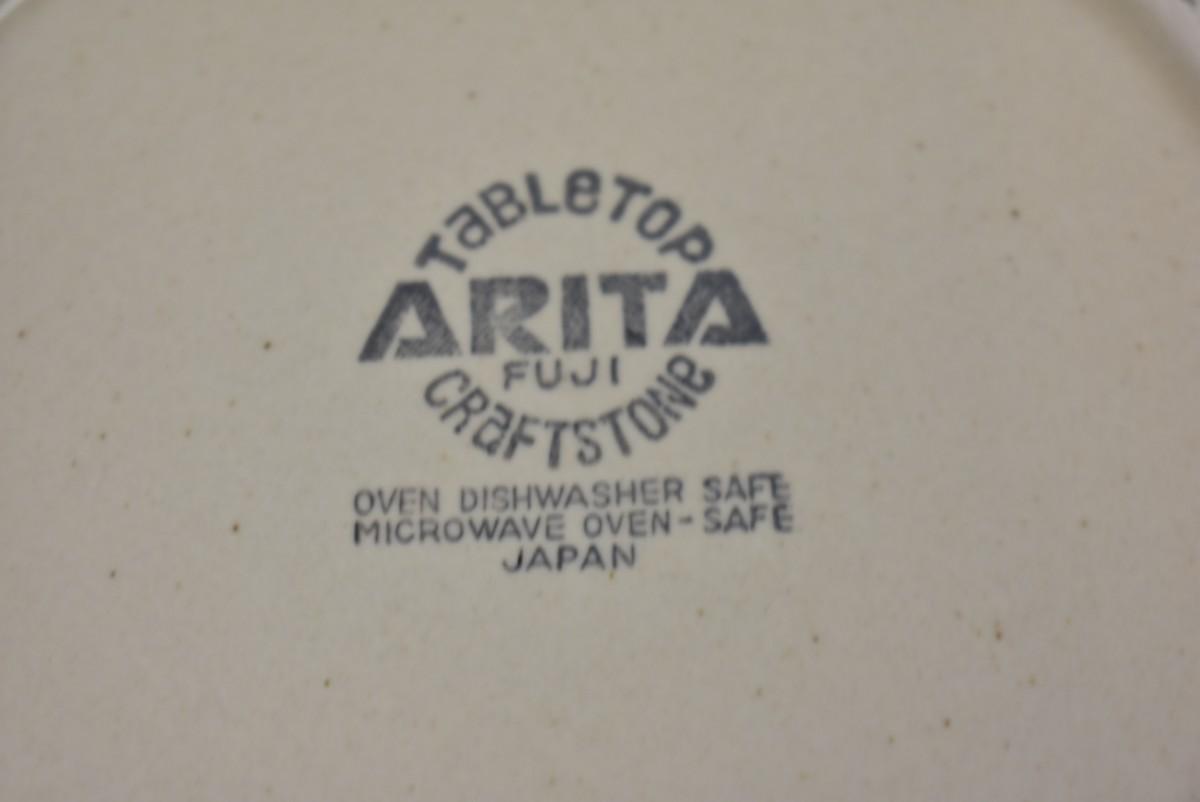 TaBLeTOP
ARITA
FUJI
CRaFTSTONe
OVEN DISHWASHER SAFE
MICROWAVE OVEN-SAFE
JAPAN